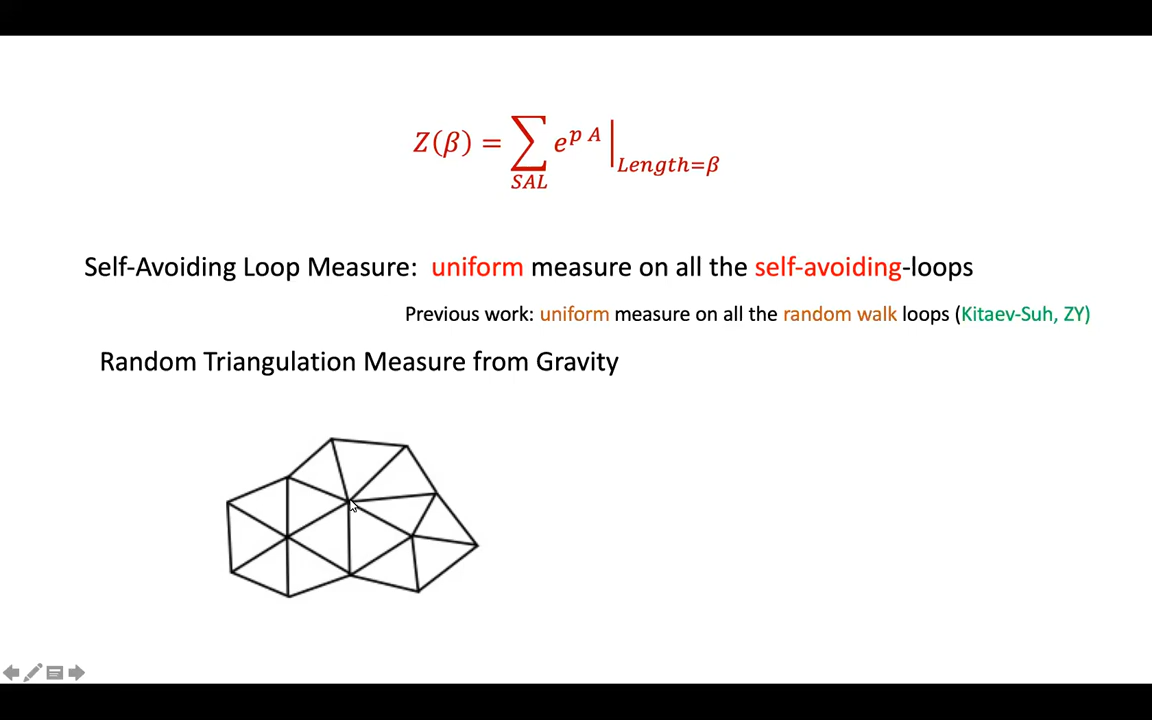 Z(β) = ∑_{SAL} e^{p A}|_{Length=β}
Self-Avoiding Loop Measure: uniform measure on all the self-avoiding-loops
Previous work: uniform measure on all the random walk loops (Kitaev-Suh, ZY)
Random Triangulation Measure from Gravity